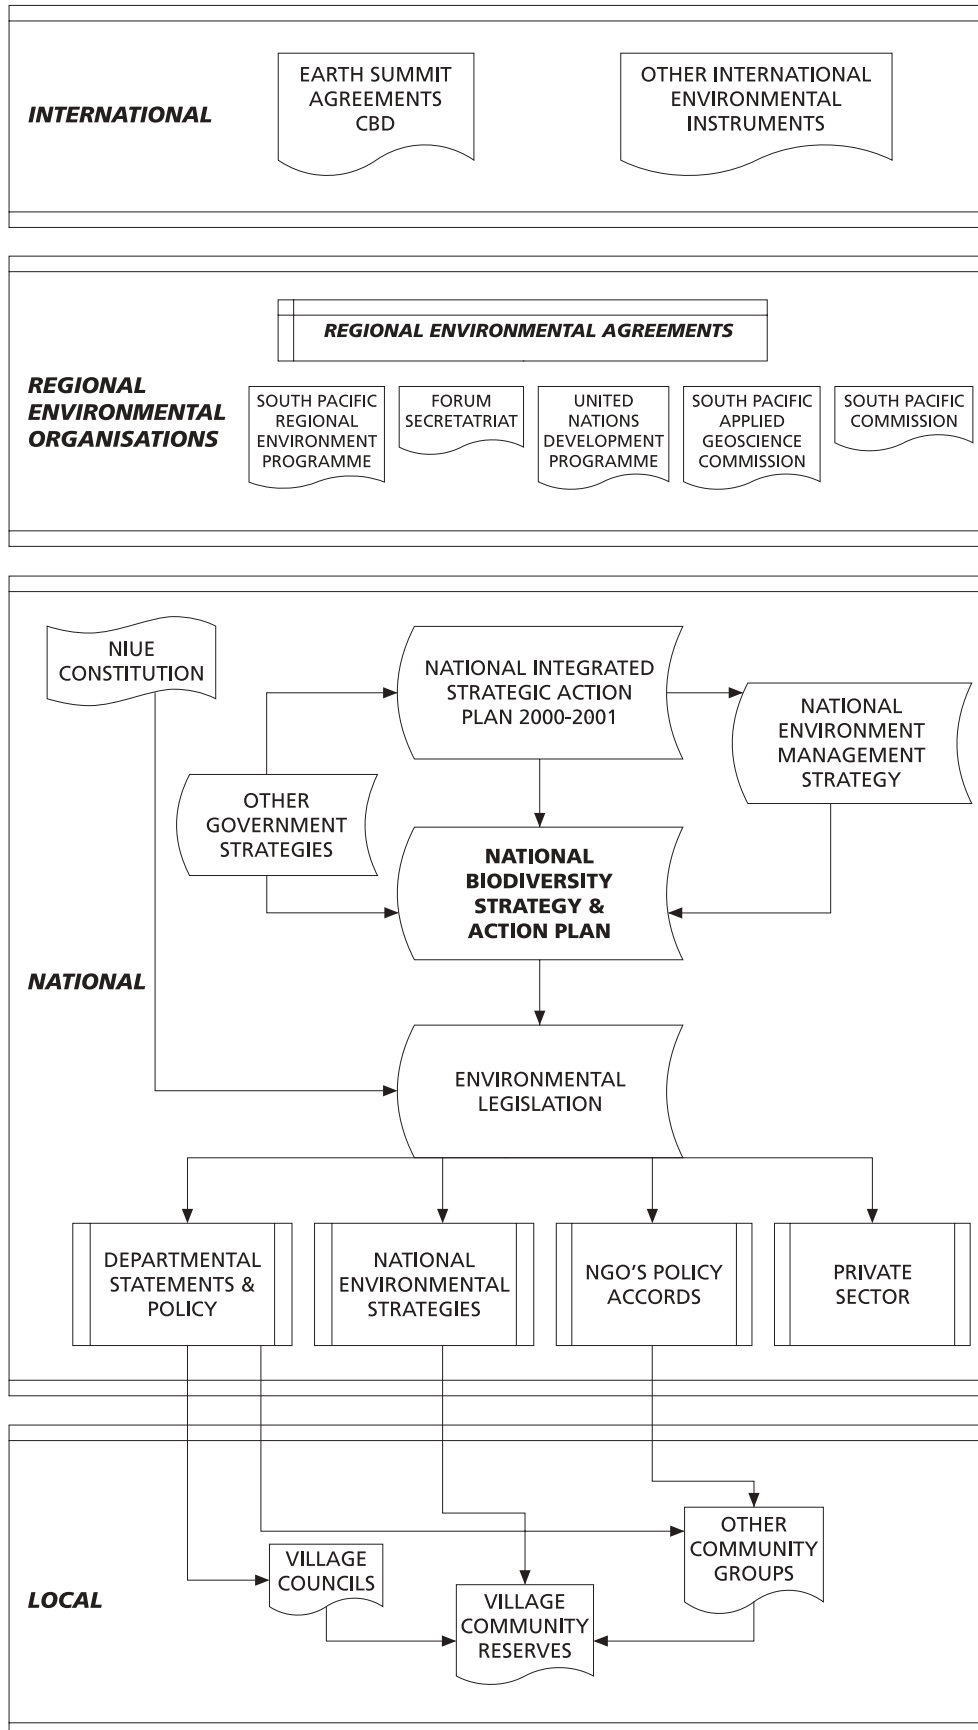 INTERNATIONAL
EARTH SUMMIT
AGREEMENTS
CBD
OTHER INTERNATIONAL
ENVIRONMENTAL
INSTRUMENTS
REGIONAL ENVIRONMENTAL AGREEMENTS
REGIONAL
ENVIRONMENTAL
ORGANISATIONS
SOUTH PACIFIC
REGIONAL
ENVIRONMENT
PROGRAMME
FORUM
SECRETATRIAT
UNITED
NATIONS
DEVELOPMENT
PROGRAMME
SOUTH PACIFIC
APPLIED
GEOSCIENCE
COMMISSION
SOUTH PACIFIC
COMMISSION
NATIONAL
NIUE
CONSTITUTION
NATIONAL INTEGRATED
STRATEGIC ACTION
PLAN 2000-2001
NATIONAL
ENVIRONMENT
MANAGEMENT
STRATEGY
OTHER
GOVERNMENT
STRATEGIES
NATIONAL
BIODIVERSITY
STRATEGY &
ACTION PLAN
ENVIRONMENTAL
LEGISLATION
DEPARTMENTAL
STATEMENTS &
POLICY
NATIONAL
ENVIRONMENTAL
STRATEGIES
NGO'S POLICY
ACCORDS
PRIVATE
SECTOR
LOCAL
VILLAGE
COUNCILS
VILLAGE
COMMUNITY
RESERVES
OTHER
COMMUNITY
GROUPS